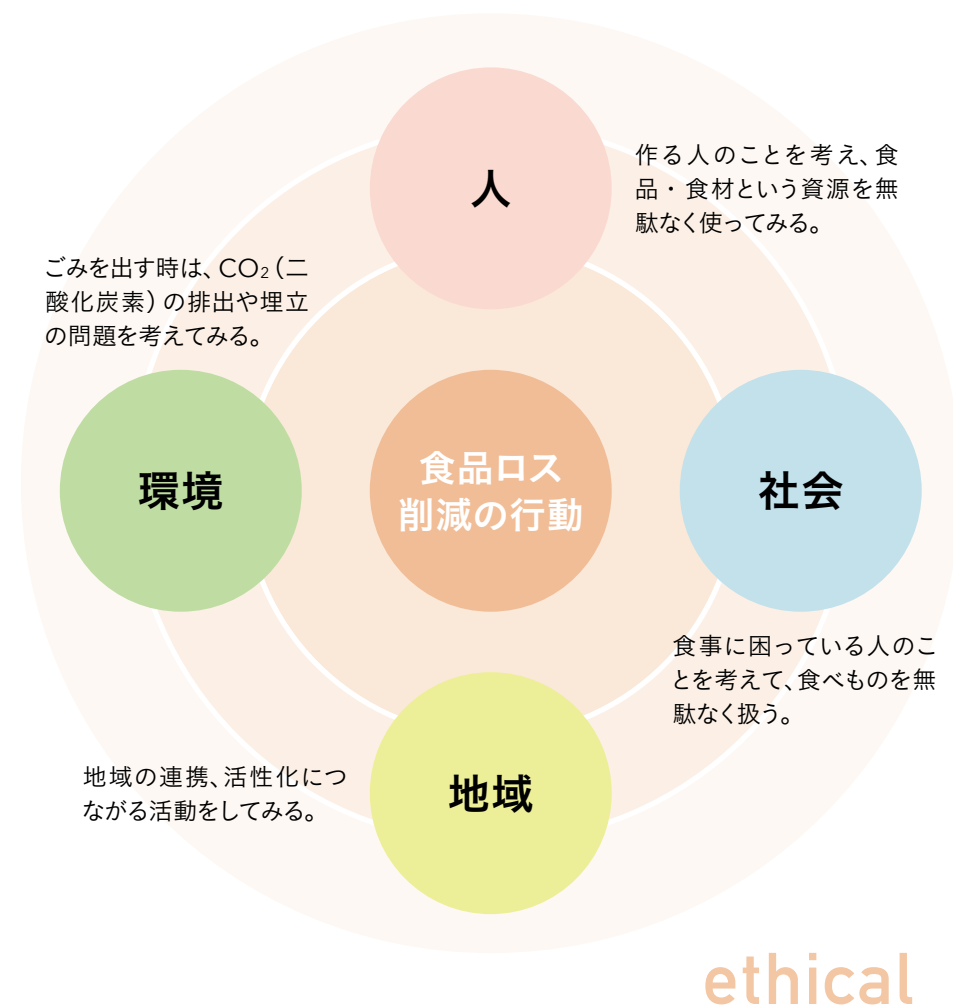 人
作る人のことを考え、食
品・食材という資源を無
駄なく使ってみる。
ごみを出す時は、CO₂(二
酸化炭素)の排出や埋立
の問題を考えてみる。
環境
食品ロス
削減の行動
社会
食事に困っている人のこ
とを考えて、食べものを無
駄なく扱う。
地域の連携、活性化につ
ながる活動をしてみる。
地域
ethical